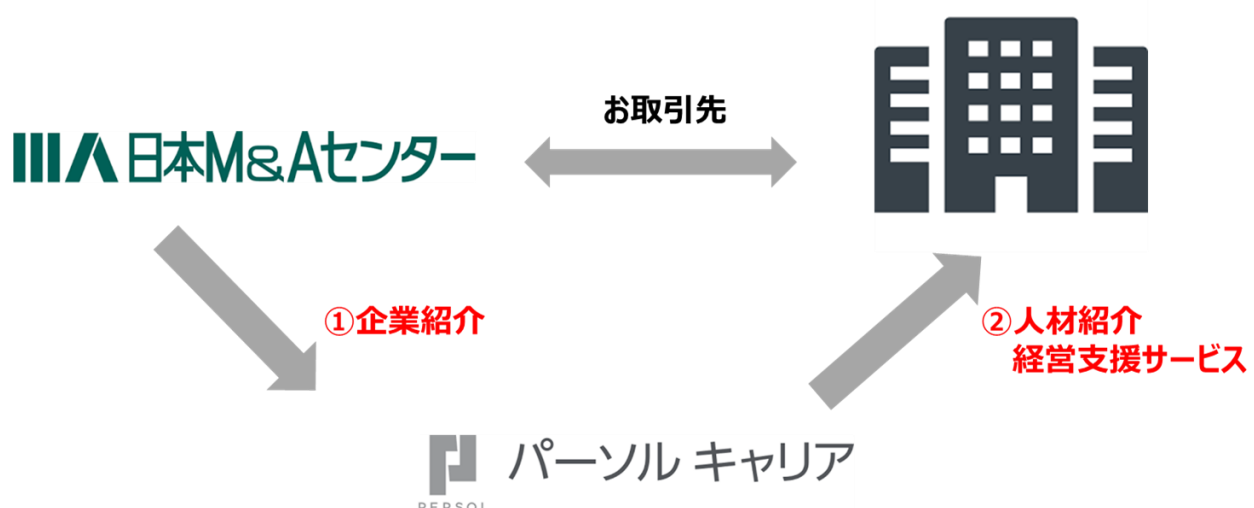 お取引先
日本M&Aセンター
①企業紹介
②人材紹介
経営支援サービス
パーソル キャリア
PERSOL